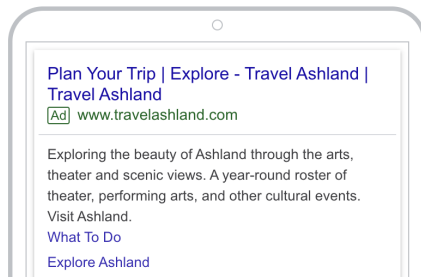 Plan Your Trip | Explore - Travel Ashland |
Travel Ashland
Ad www.travelashland.com
Exploring the beauty of Ashland through the arts,
theater and scenic views. A year-round roster of
theater, performing arts, and other cultural events.
Visit Ashland.
What To Do
Explore Ashland